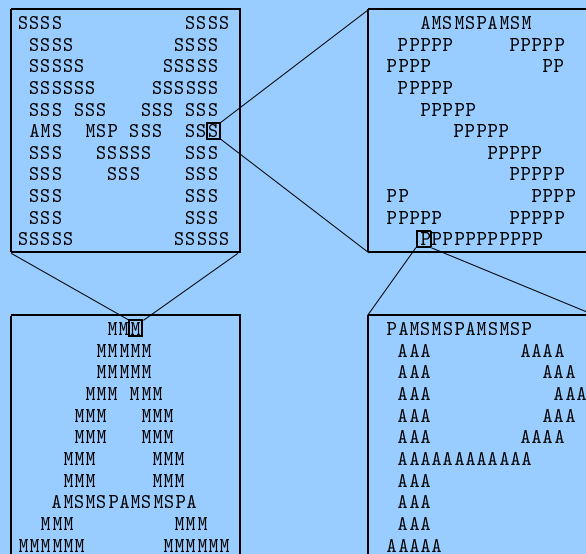 SSSS SSSS
SSSS SSSS
SSSSS SSSSS
SSSSSS SSSSSS
SSS SSS SSS SSS
AMS MSP SSS SSS
SSS SSSSS SSS
SSS SSS SSS
SSS SSS
SSS SSS
SSSSS SSSSS
AMSMSPAMSM
PPPPP PPPPP
PPPP PP
PPPPP
PPPPP
PPPPP
PPPPP
PPPPP
PP PPPP
PPPPP PPPPP
PPPPPPPPPPP
MMM
MMMMM
MMMMM
MMM MMM
MMM MMM
MMM MMM
MMM MMM
MMM MMM
AMSMSPAMSMSPA
MMM MMM
MMMMMM MMMMMM
PAMSMSPAMSMSP
AAA AAAA
AAA AAA
AAA AAA
AAA AAA
AAA AAAA
AAAAAAAAAAAA
AAA
AAA
AAA
AAAAA